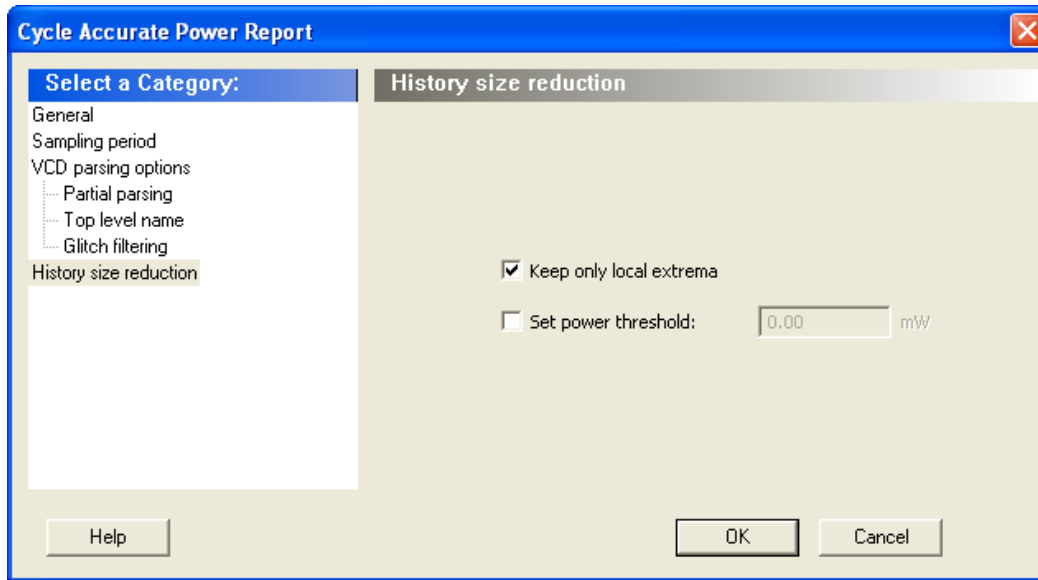 Cycle Accurate Power Report
Select a Category:
General
Sampling period
VCD parsing options
Partial parsing
Top level name
Glitch filtering
History size reduction
History size reduction
Keep only local extrema
Set power threshold: 0.00 mW
Help OK Cancel